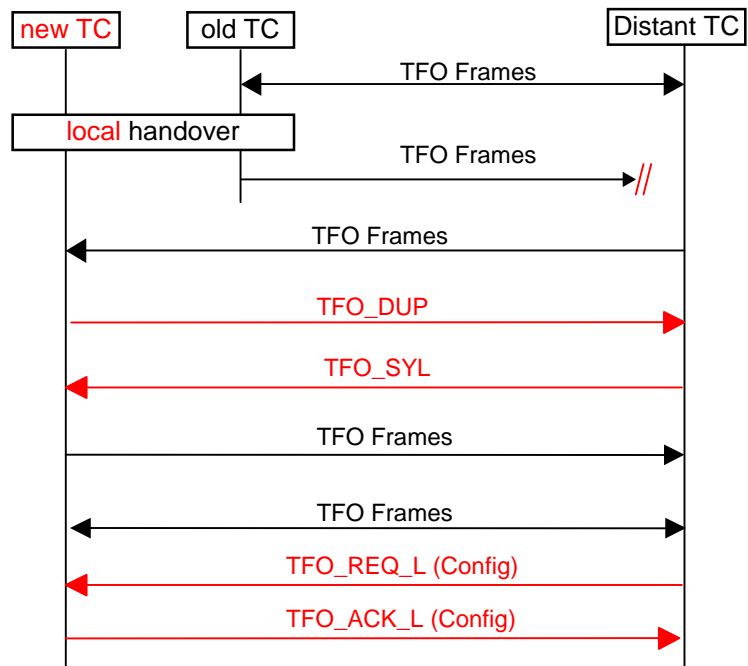 new TC
old TC
Distant TC
TFO Frames
local handover
TFO Frames
//
TFO Frames
TFO_DUP
TFO_SYL
TFO Frames
TFO Frames
TFO_REQ_L (Config)
TFO_ACK_L (Config)